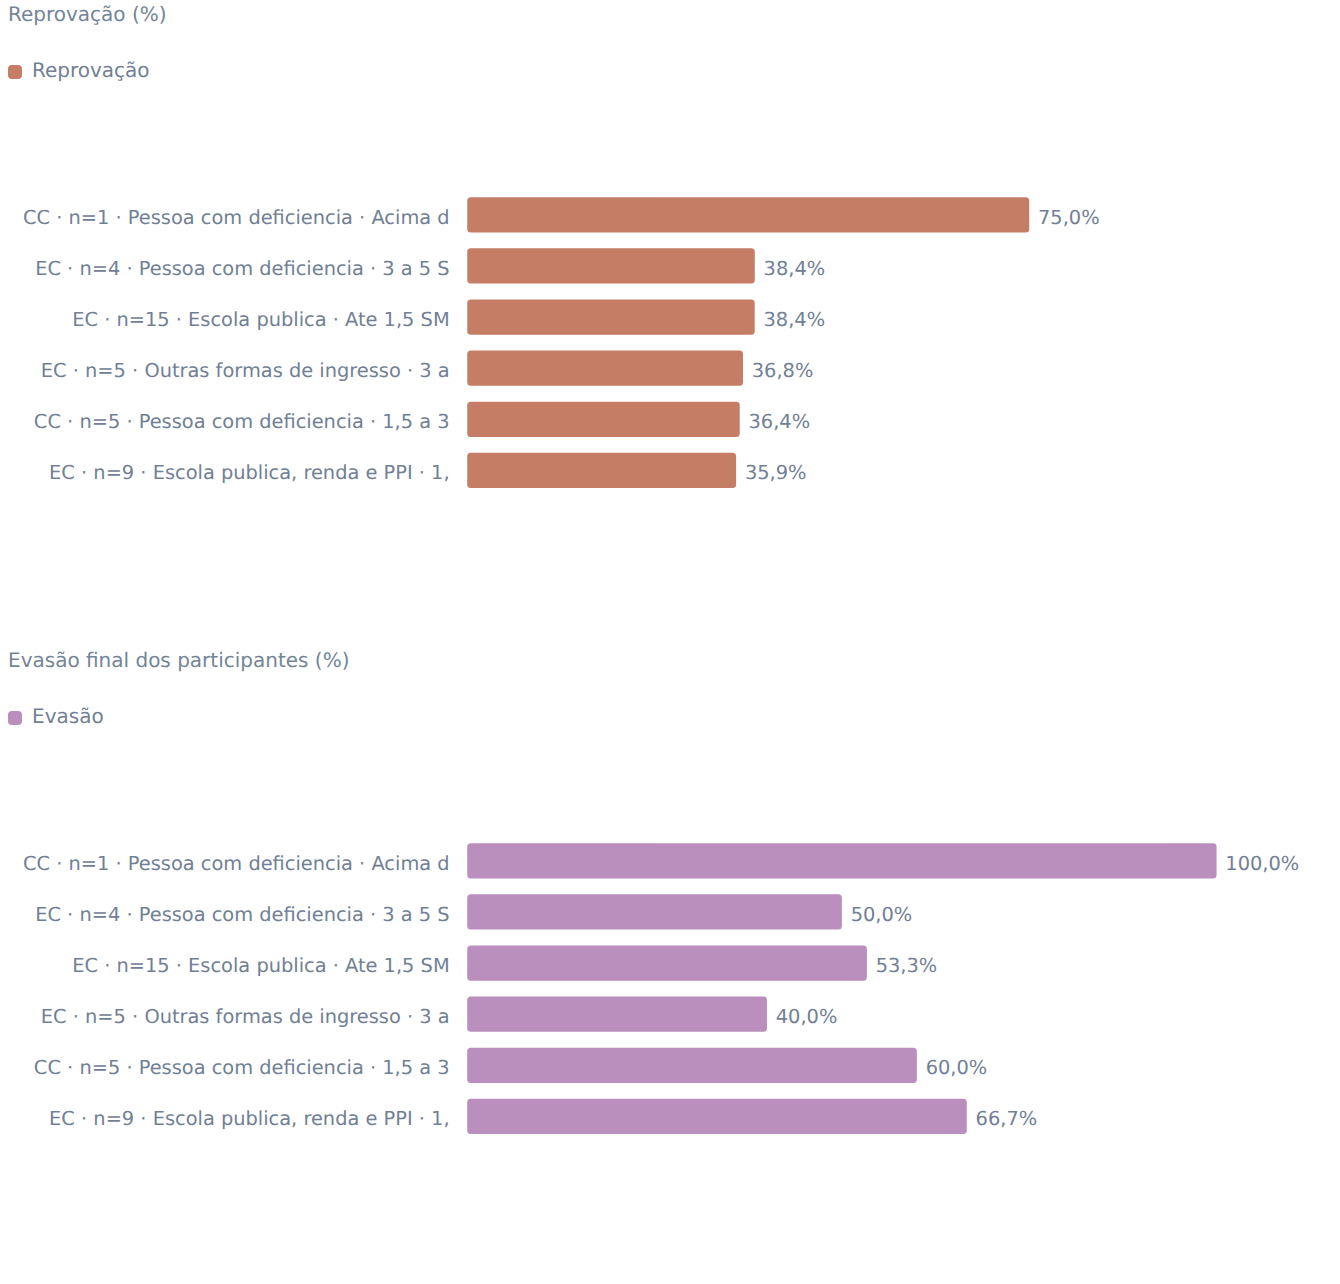 Reprovação (%)
Reprovação
CC · n=1 · Pessoa com deficiencia · Acima d 75,0%
EC · n=4 · Pessoa com deficiencia · 3 a 5 S 38,4%
EC · n=15 · Escola publica · Ate 1,5 SM 38,4%
EC · n=5 · Outras formas de ingresso · 3 a 36,8%
CC · n=5 · Pessoa com deficiencia · 1,5 a 3 36,4%
EC · n=9 · Escola publica, renda e PPI · 1, 35,9%
Evasão final dos participantes (%)
Evasão
CC · n=1 · Pessoa com deficiencia · Acima d 100,0%
EC · n=4 · Pessoa com deficiencia · 3 a 5 S 50,0%
EC · n=15 · Escola publica · Ate 1,5 SM 53,3%
EC · n=5 · Outras formas de ingresso · 3 a 40,0%
CC · n=5 · Pessoa com deficiencia · 1,5 a 3 60,0%
EC · n=9 · Escola publica, renda e PPI · 1, 66,7%